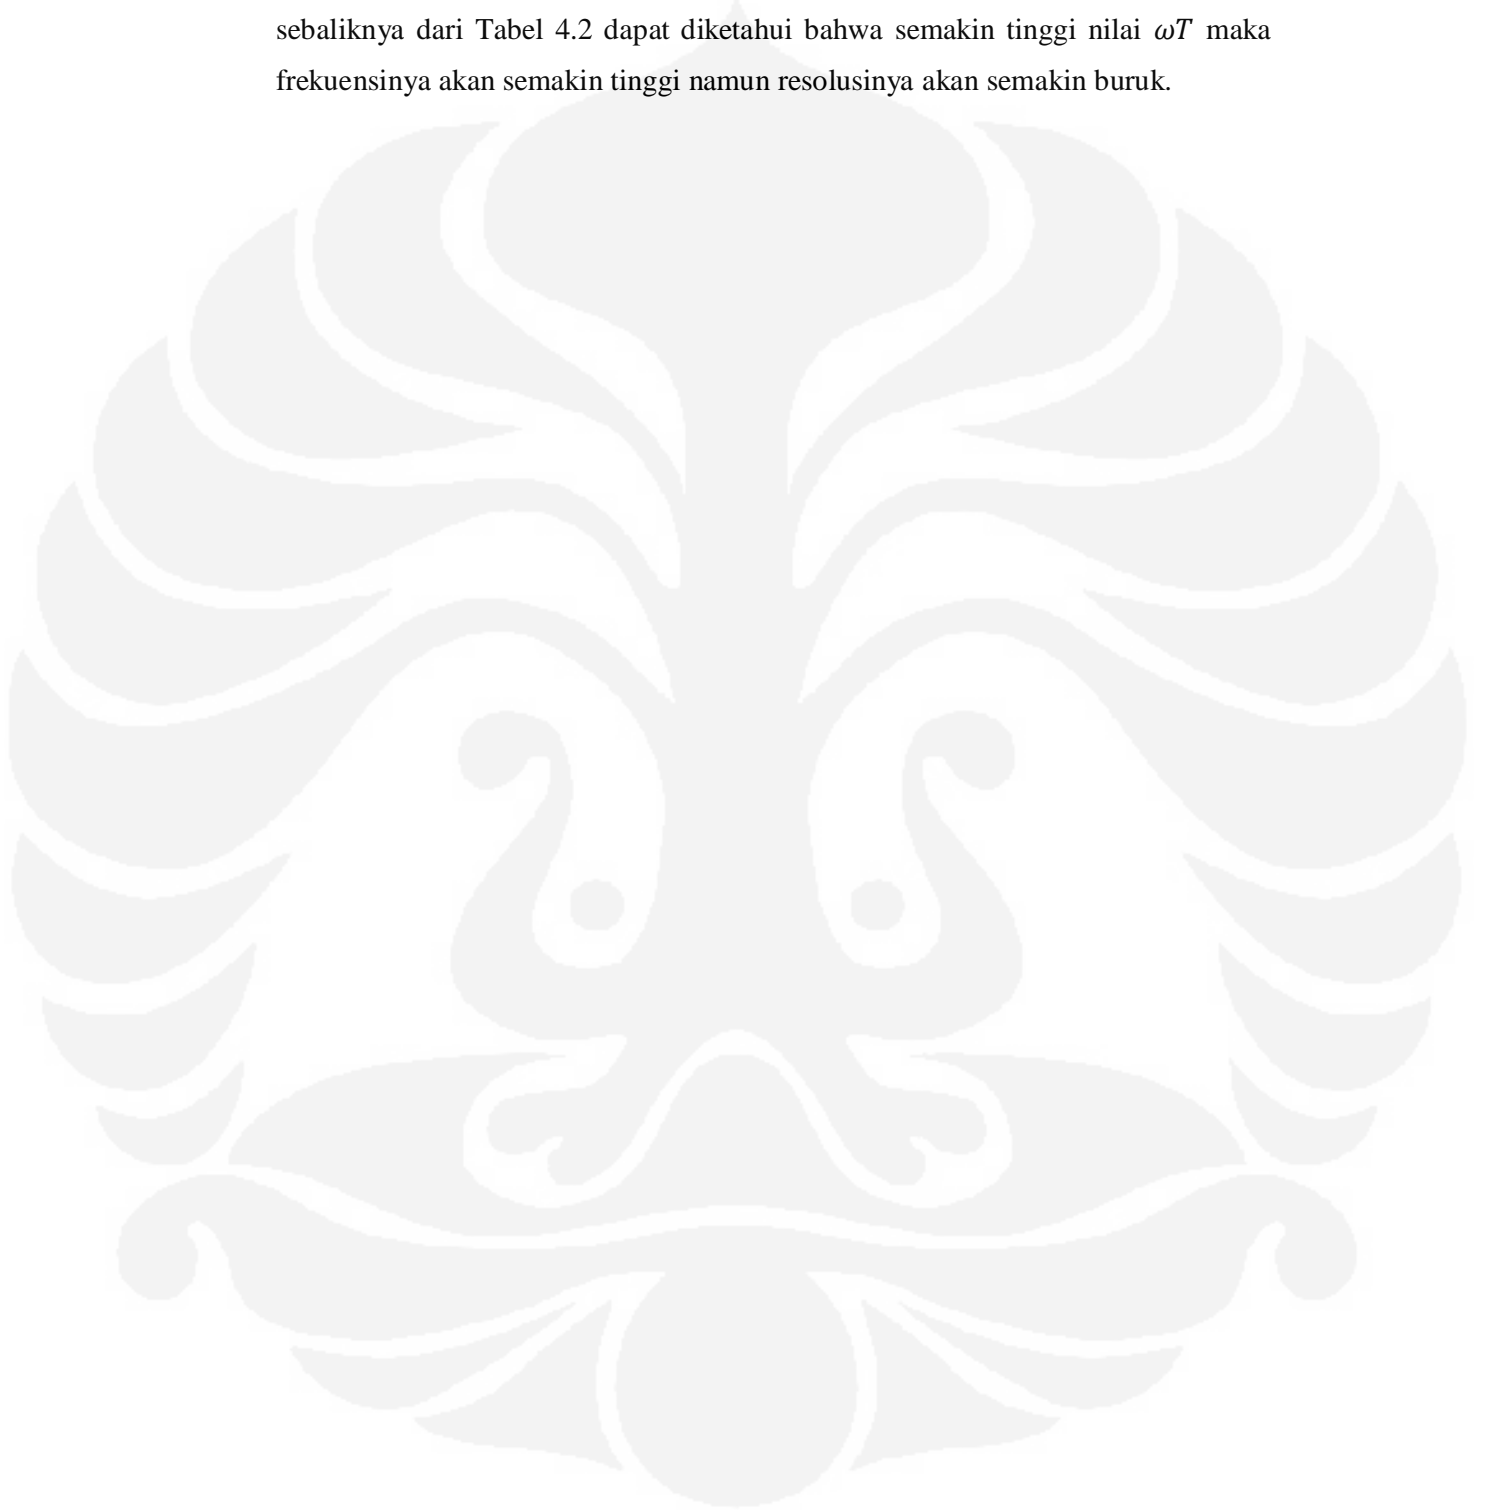 sebaliknya dari Tabel 4.2 dapat diketahui bahwa semakin tinggi nilai 𝜔𝑇 maka
frekuensinya akan semakin tinggi namun resolusinya akan semakin buruk.